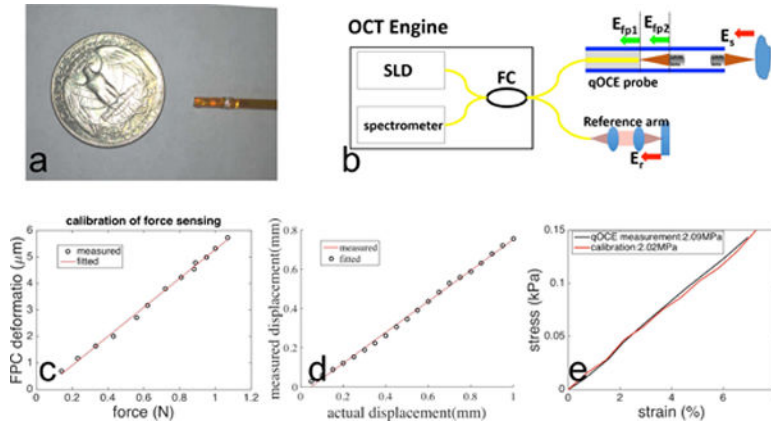 a
OCT Engine
SLD
spectrometer
FC
E_fp1
E_fp2
E_s
qOCE probe
Reference arm
E_r
b
calibration of force sensing
measured
fitted
FPC deformatio (μm)
6
5
4
3
2
1
0
0 0.2 0.4 0.6 0.8 1 1.2
force (N)
c
measured displacement(mm)
0.8
0.6
0.4
0.2
0
measured
fitted
0 0.2 0.4 0.6 0.8 1
actual displacement(mm)
d
stress (kPa)
0.15
0.1
0.05
0
qOCE measurement:2.09MPa
calibration:2.02MPa
0 2 4 6
strain (%)
e